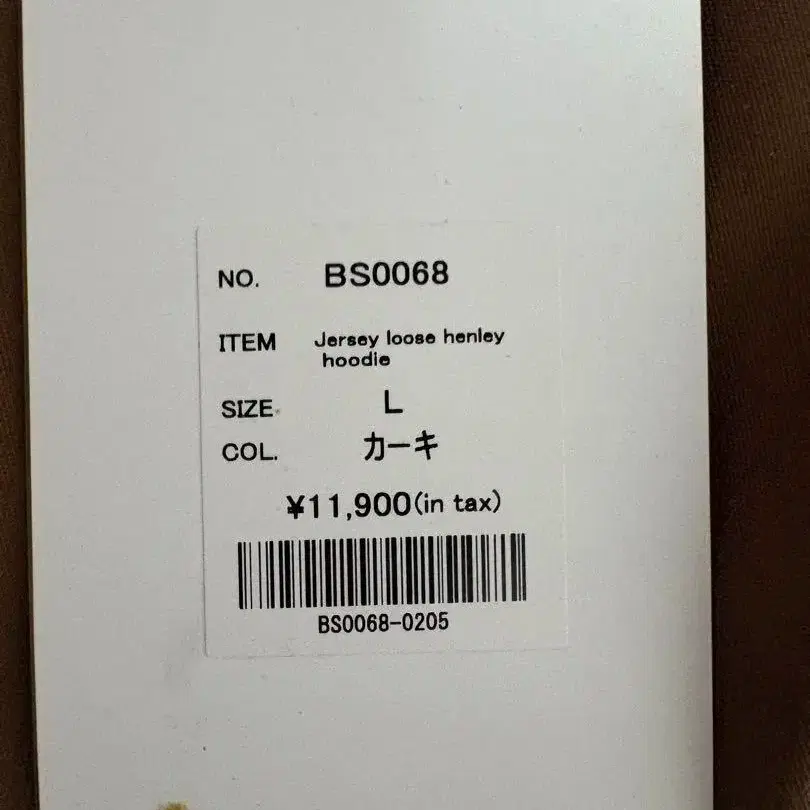 NO. BS0068
ITEM Jersey loose henley
hoodie
SIZE L
COL. カーキ
¥11,900(in tax)
BS0068-0205